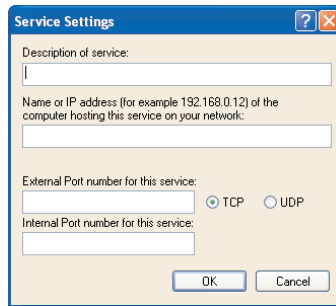 Service Settings
Description of service:
Name or IP address (for example 192.168.0.12) of the
computer hosting this service on your network:
External Port number for this service:
TCP
UDP
Internal Port number for this service:
OK
Cancel